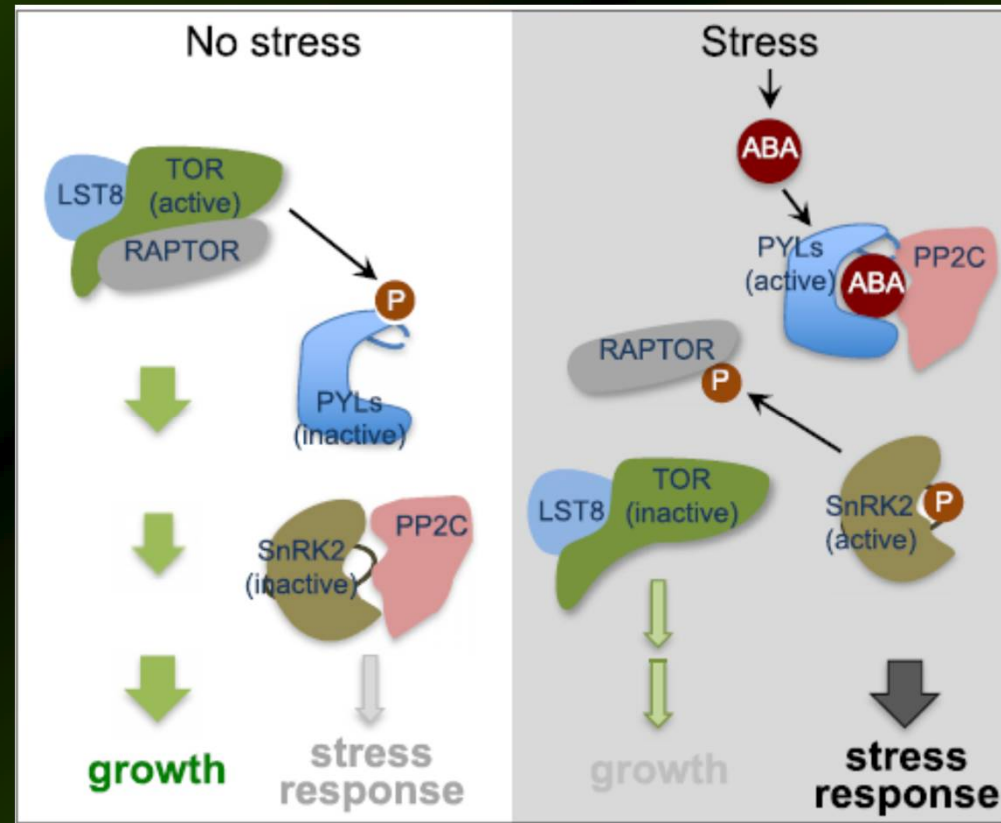 No stress
LST8
TOR
(active)
RAPTOR
P
PYLs
(inactive)
SnRK2
(inactive)
PP2C
growth
stress
response
Stress
ABA
PYLs
(active)
ABA
PP2C
RAPTOR
P
LST8
TOR
(inactive)
SnRK2
(active)
P
growth
stress
response